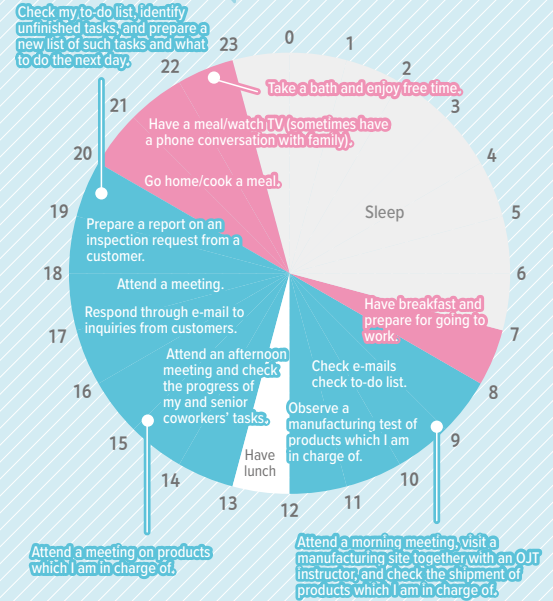 Check my to-do list, identify
unfinished tasks, and prepare a
new list of such tasks and what
to do the next day.
0
1
2
3
4
5
6
7
8
9
10
11
12
13
14
15
16
17
18
19
20
21
22
23
Take a bath and enjoy free time.
Have a meal/watch TV (sometimes have
a phone conversation with family).
Go home/cook a meal.
Sleep
Prepare a report on an
inspection request from a
customer.
Attend a meeting.
Respond through e-mail to
inquiries from customers.
Attend an afternoon
meeting and check
the progress of
my and senior
coworkers' tasks.
Have
lunch
Have breakfast and
prepare for going to
work.
Check e-mails
check to-do list.
Observe a
manufacturing test of
products which I am
in charge of.
Attend a meeting on products
which I am in charge of.
Attend a morning meeting, visit a
manufacturing site together with an OJT
instructor, and check the shipment of
products which I am in charge of.